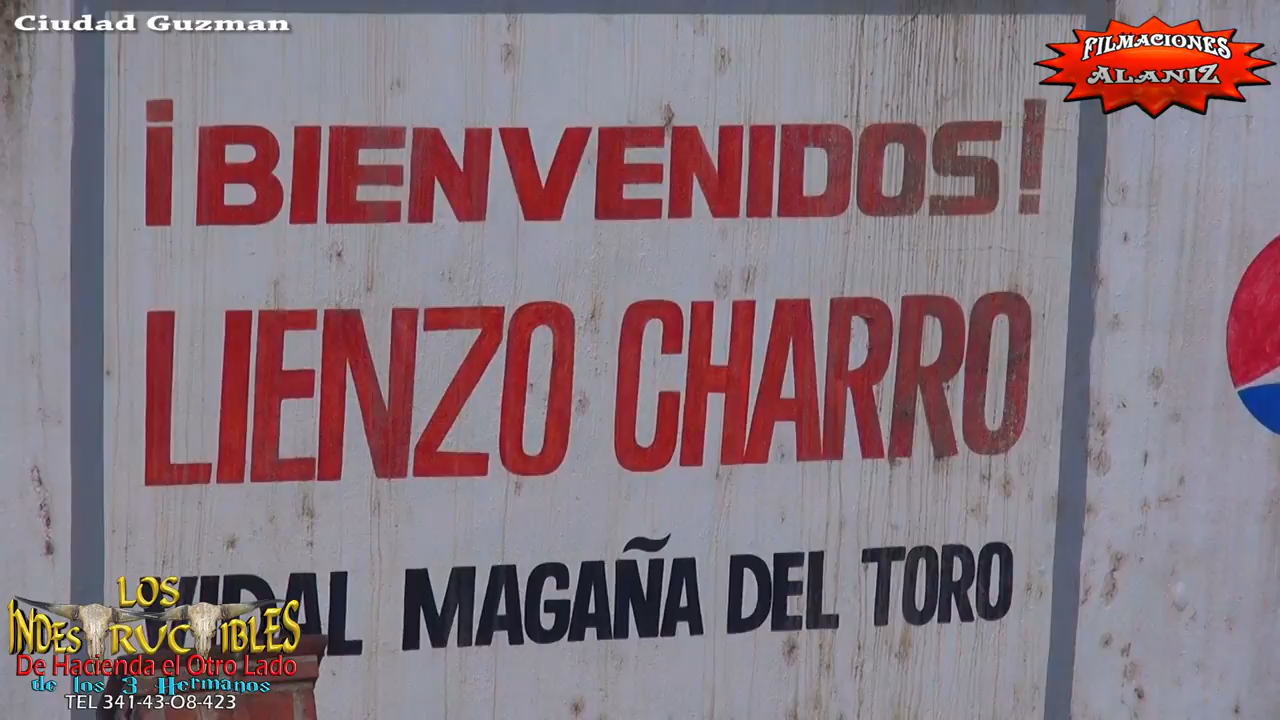 Ciudad Guzman
FILMACIONES
ALANIZ
¡BIENVENIDOS!
LIENZO CHARRO
VIDAL MAGAÑA DEL TORO
LOS
INDESTRUCTIBLES
De Hacienda el Otro Lado
de los 3 Hermanos
TEL 341-43-O8-423